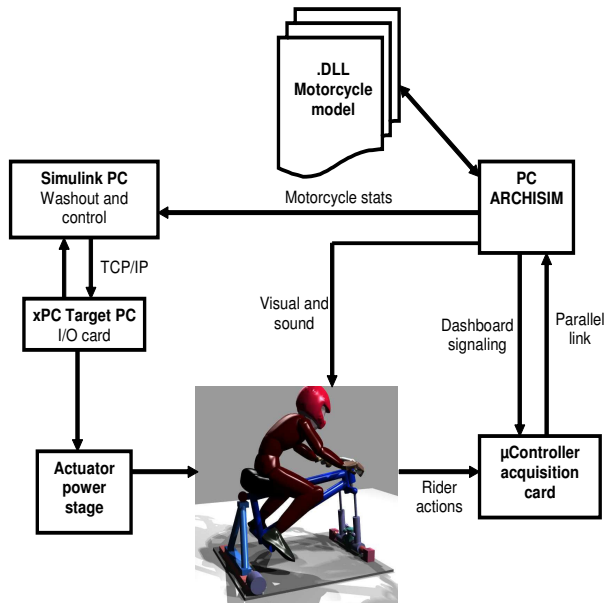 .DLL
Motorcycle
model
Simulink PC
Washout and
control
Motorcycle stats
PC
ARCHISIM
TCP/IP
Visual and
sound
Dashboard
signaling
Parallel
link
xPC Target PC
I/O card
Actuator
power
stage
Rider
actions
µController
acquisition
card